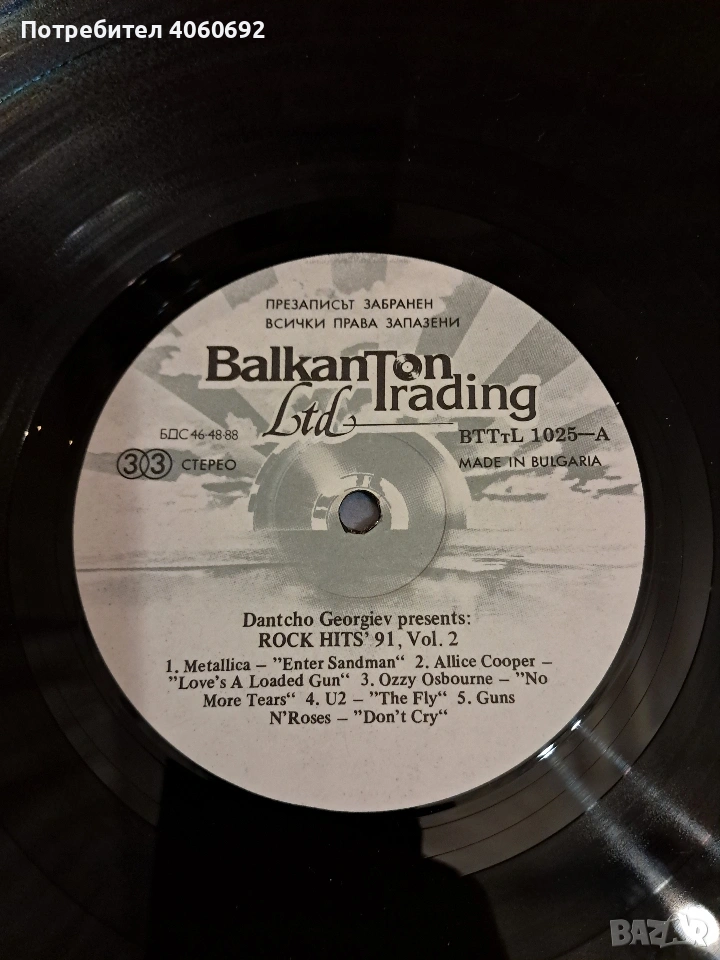 Потребител 4060692
ПРЕЗАПИСЪТ ЗАБРАНЕН
ВСИЧКИ ПРАВА ЗАПАЗЕНИ
BalkanTon
Trading
Ltd
БДС 46-48-88
BTTтL 1025—A
33 СТЕРЕО
MADE IN BULGARIA
Dantcho Georgiev presents:
ROCK HITS' 91, Vol. 2
1. Metallica – ”Enter Sandman“ 2. Allice Cooper –
”Love's A Loaded Gun“ 3. Ozzy Osbourne – ”No
More Tears“ 4. U2 – ”The Fly“ 5. Guns
N'Roses – ”Don't Cry“
BAZAR